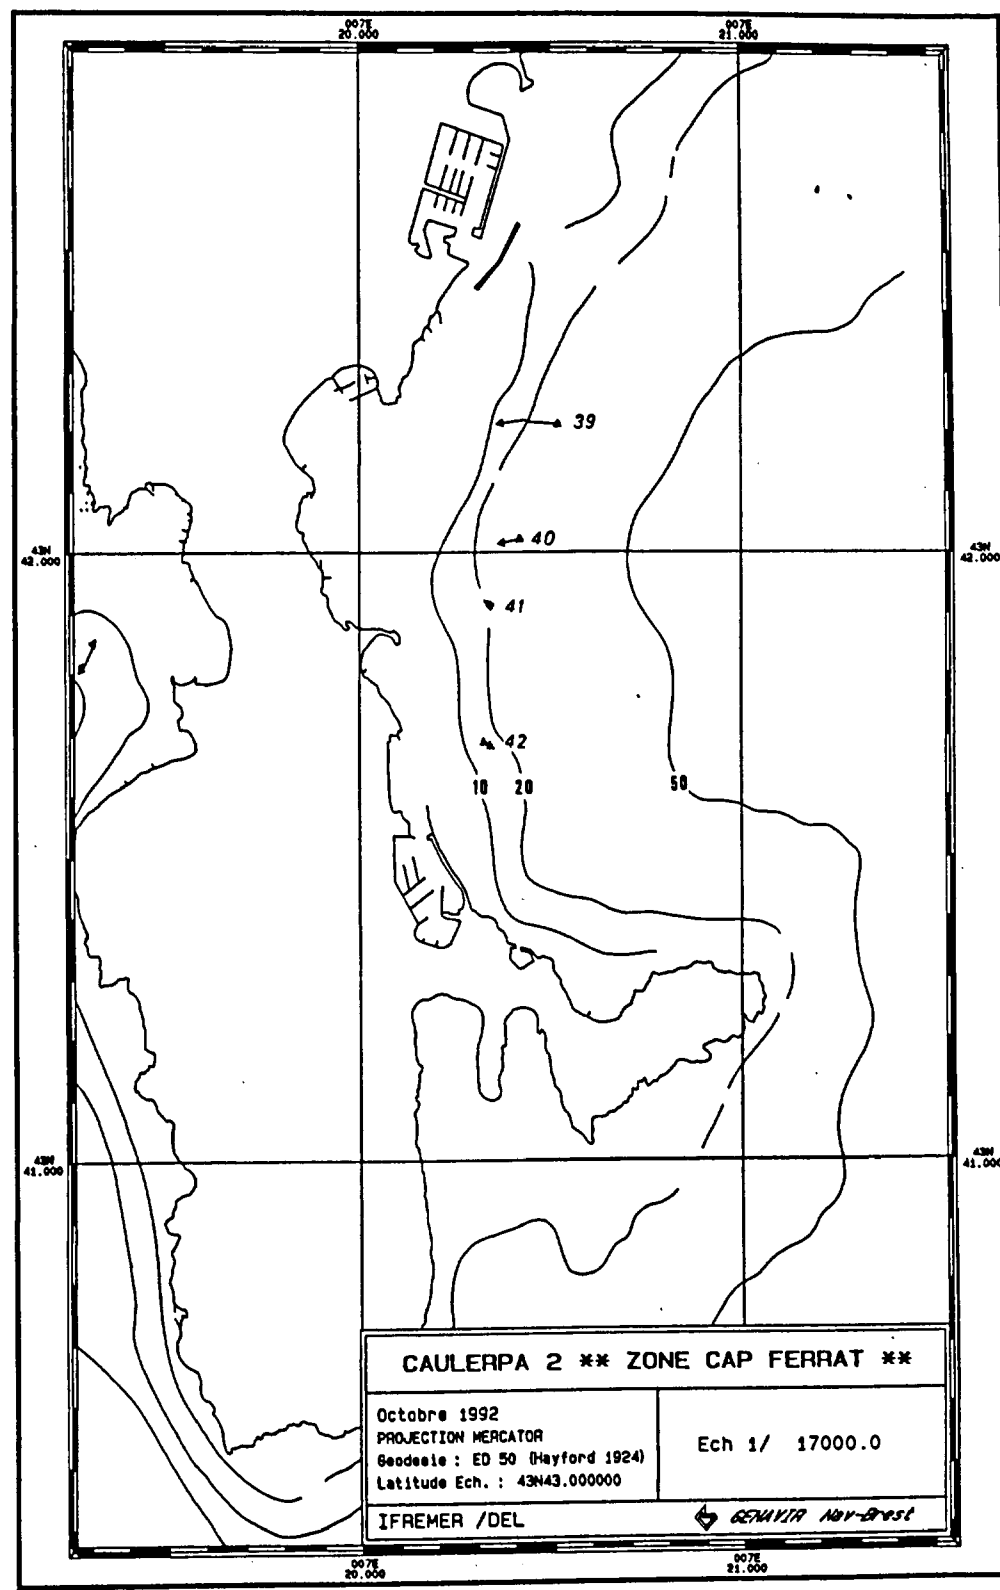 007E
20.000
007E
21.000
39
40
43N
42.000
43N
42.000
41
42
10
20
50
43N
41.000
43N
41.000
CAULERPA 2 ** ZONE CAP FERRAT **
Octobre 1992
PROJECTION MERCATOR
Geodesie : ED 50 (Hayford 1924)
Latitude Ech. : 43N43.000000
Ech 1/ 17000.0
IFREMER /DEL
GENAVIR Nav-Brest
007E
20.000
007E
21.000